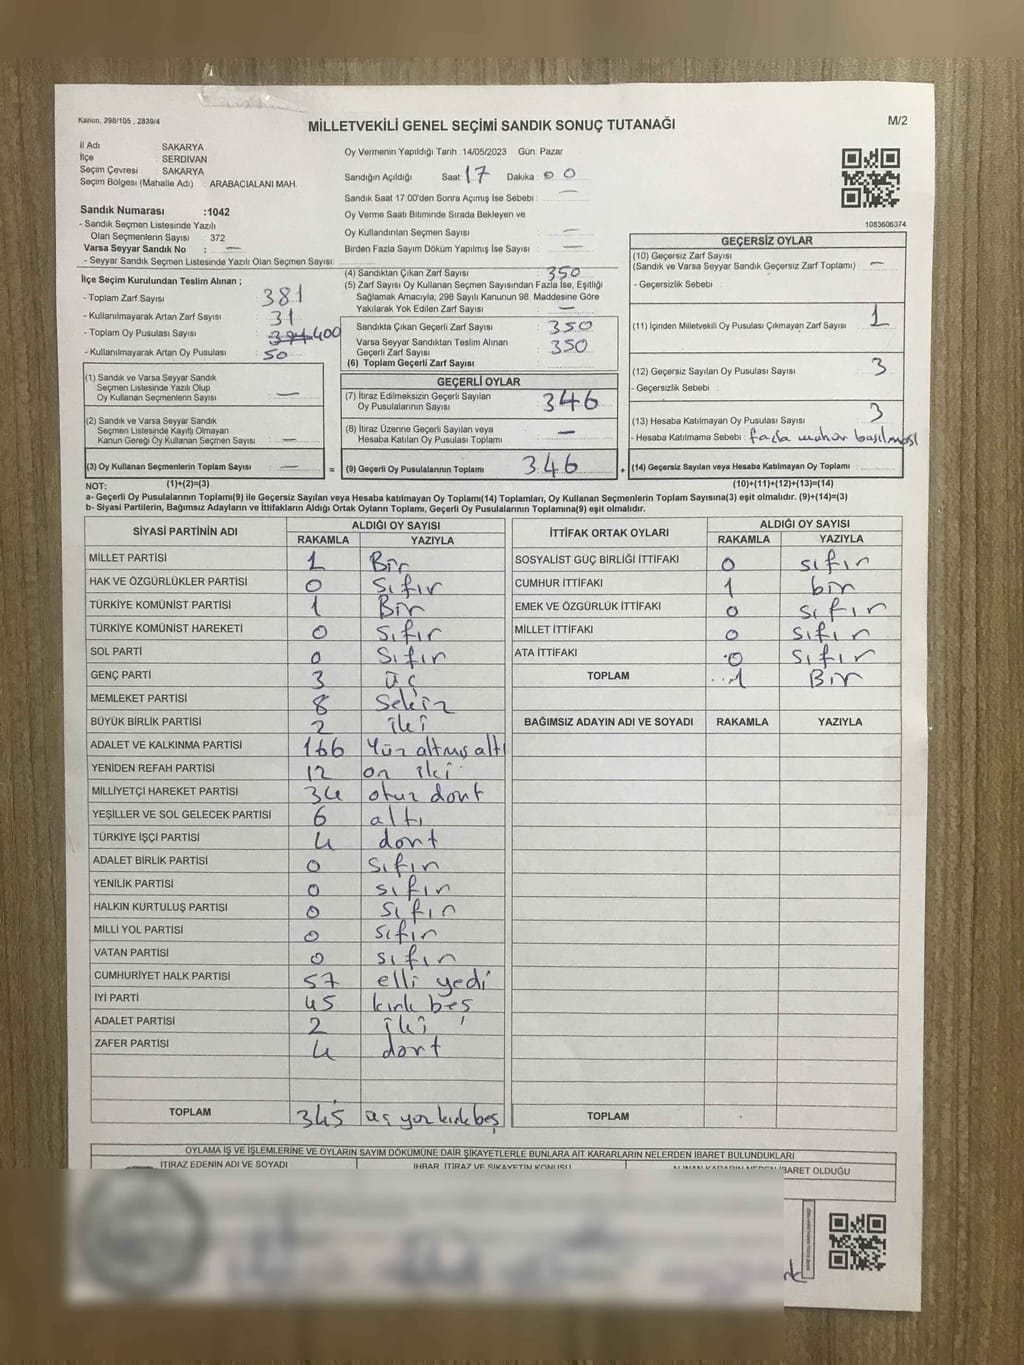 Kanun, 298/105 , 2839/4
MİLLETVEKİLİ GENEL SEÇİMİ SANDIK SONUÇ TUTANAĞI
M/2
İl Adı : SAKARYA
İlçe : SERDİVAN
Seçim Çevresi : SAKARYA
Seçim Bölgesi (Mahalle Adı) : ARABACIALANI MAH.
Sandık Numarası :1042
- Sandık Seçmen Listesinde Yazılı
Olan Seçmenlerin Sayısı : 372
Varsa Seyyar Sandık No : —
- Seyyar Sandık Seçmen Listesinde Yazılı Olan Seçmen Sayısı:
Oy Vermenin Yapıldığı Tarih :14/05/2023 Gün: Pazar
Sandığın Açıldığı Saat: 17 Dakika: 00
Sandık Saat 17.00'den Sonra Açımış İse Sebebi : —
Oy Verme Saati Bitiminde Sırada Bekleyen ve
Oy Kullandırılan Seçmen Sayısı : —
Birden Fazla Sayım Döküm Yapılmış İse Sayısı : —
1083606374
İlçe Seçim Kurulundan Teslim Alınan ;
- Toplam Zarf Sayısı : 381
- Kullanılmayarak Artan Zarf Sayısı : 31
- Toplam Oy Pusulası Sayısı : 400
- Kullanılmayarak Artan Oy Pusulası : 50
(1) Sandık ve Varsa Seyyar Sandık
Seçmen Listesinde Yazılı Olup
Oy Kullanan Seçmenlerin Sayısı : —
(2) Sandık ve Varsa Seyyar Sandık
Seçmen Listesinde Kayıtlı Olmayan
Kanun Gereği Oy Kullanan Seçmen Sayısı : —
(3) Oy Kullanan Seçmenlerin Toplam Sayısı : — =
(4) Sandıktan Çıkan Zarf Sayısı : 350
(5) Zarf Sayısı Oy Kullanan Seçmen Sayısından Fazla İse, Eşitliği
Sağlamak Amacıyla, 298 Sayılı Kanunun 98. Maddesine Göre
Yakılarak Yok Edilen Zarf Sayısı : —
Sandıkta Çıkan Geçerli Zarf Sayısı : 350
Varsa Seyyar Sandıktan Teslim Alınan
Geçerli Zarf Sayısı : 350
(6) Toplam Geçerli Zarf Sayısı :
GEÇERLİ OYLAR
(7) İtiraz Edilmeksizin Geçerli Sayılan
Oy Pusulalarının Sayısı : 346
(8) İtiraz Üzerine Geçerli Sayılan veya
Hesaba Katılan Oy Pusulası Toplamı : —
(9) Geçerli Oy Pusulalarının Toplamı : 346 +
GEÇERSİZ OYLAR
(10) Geçersiz Zarf Sayısı
(Sandık ve Varsa Seyyar Sandık Geçersiz Zarf Toplamı) : —
- Geçersizlik Sebebi :
(11) İçinden Milletvekili Oy Pusulası Çıkmayan Zarf Sayısı : 1
(12) Geçersiz Sayılan Oy Pusulası Sayısı : 3
- Geçersizlik Sebebi :
(13) Hesaba Katılmayan Oy Pusulası Sayısı : 3
- Hesaba Katılmama Sebebi : fazla mühür basılması
(14) Geçersiz Sayılan veya Hesaba Katılmayan Oy Toplamı :
NOT: (1)+(2)=(3) (10)+(11)+(12)+(13)=(14)
a- Geçerli Oy Pusulalarının Toplamı(9) ile Geçersiz Sayılan veya Hesaba katılmayan Oy Toplamı(14) Toplamları, Oy Kullanan Seçmenlerin Toplam Sayısına(3) eşit olmalıdır. (9)+(14)=(3)
b- Siyasi Partilerin, Bağımsız Adayların ve İttifakların Aldığı Ortak Oyların Toplamı, Geçerli Oy Pusulalarının Toplamına(9) eşit olmalıdır.
SİYASİ PARTİNİN ADI ALDIĞI OY SAYISI
RAKAMLA YAZIYLA
MİLLET PARTİSİ 1 Bir
HAK VE ÖZGÜRLÜKLER PARTİSİ 0 Sıfır
TÜRKİYE KOMÜNİST PARTİSİ 1 Bir
TÜRKİYE KOMÜNİST HAREKETİ 0 Sıfır
SOL PARTİ 0 Sıfır
GENÇ PARTİ 3 üç
MEMLEKET PARTİSİ 8 Sekiz
BÜYÜK BİRLİK PARTİSİ 2 iki
ADALET VE KALKINMA PARTİSİ 166 Yüz altmış altı
YENİDEN REFAH PARTİSİ 12 on iki
MİLLİYETÇİ HAREKET PARTİSİ 34 otuz dört
YEŞİLLER VE SOL GELECEK PARTİSİ 6 altı
TÜRKİYE İŞÇİ PARTİSİ 4 dört
ADALET BİRLİK PARTİSİ 0 sıfır
YENİLİK PARTİSİ 0 sıfır
HALKIN KURTULUŞ PARTİSİ 0 sıfır
MİLLİ YOL PARTİSİ 0 sıfır
VATAN PARTİSİ 0 sıfır
CUMHURİYET HALK PARTİSİ 57 elli yedi
İYİ PARTİ 45 kırk beş
ADALET PARTİSİ 2 iki
ZAFER PARTİSİ 4 dört
TOPLAM 345 üç yüz kırk beş
İTTİFAK ORTAK OYLARI ALDIĞI OY SAYISI
RAKAMLA YAZIYLA
SOSYALİST GÜÇ BİRLİĞİ İTTİFAKI 0 sıfır
CUMHUR İTTİFAKI 1 bir
EMEK VE ÖZGÜRLÜK İTTİFAKI 0 sıfır
MİLLET İTTİFAKI 0 sıfır
ATA İTTİFAKI 0 sıfır
TOPLAM 1 Bir
BAĞIMSIZ ADAYIN ADI VE SOYADI RAKAMLA YAZIYLA
TOPLAM
OYLAMA İŞ VE İŞLEMLERİNE VE OYLARIN SAYIM DÖKÜMÜNE DAİR ŞİKAYETLERLE BUNLARA AİT KARARLARIN NELERDEN İBARET BULUNDUKLARI
İTİRAZ EDENİN ADI VE SOYADI İHBAR, İTİRAZ VE ŞİKAYETİN KONUSU ALINAN KARARIN NEDEN İBARET OLDUĞU